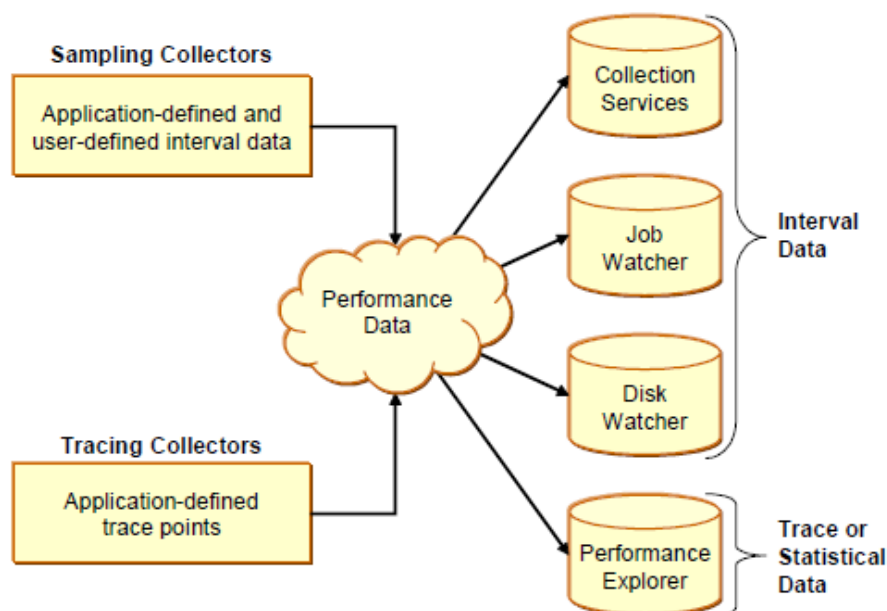 Sampling Collectors
Application-defined and
user-defined interval data
Performance
Data
Tracing Collectors
Application-defined
trace points
Collection
Services
Job
Watcher
Disk
Watcher
Performance
Explorer
Interval
Data
Trace or
Statistical
Data